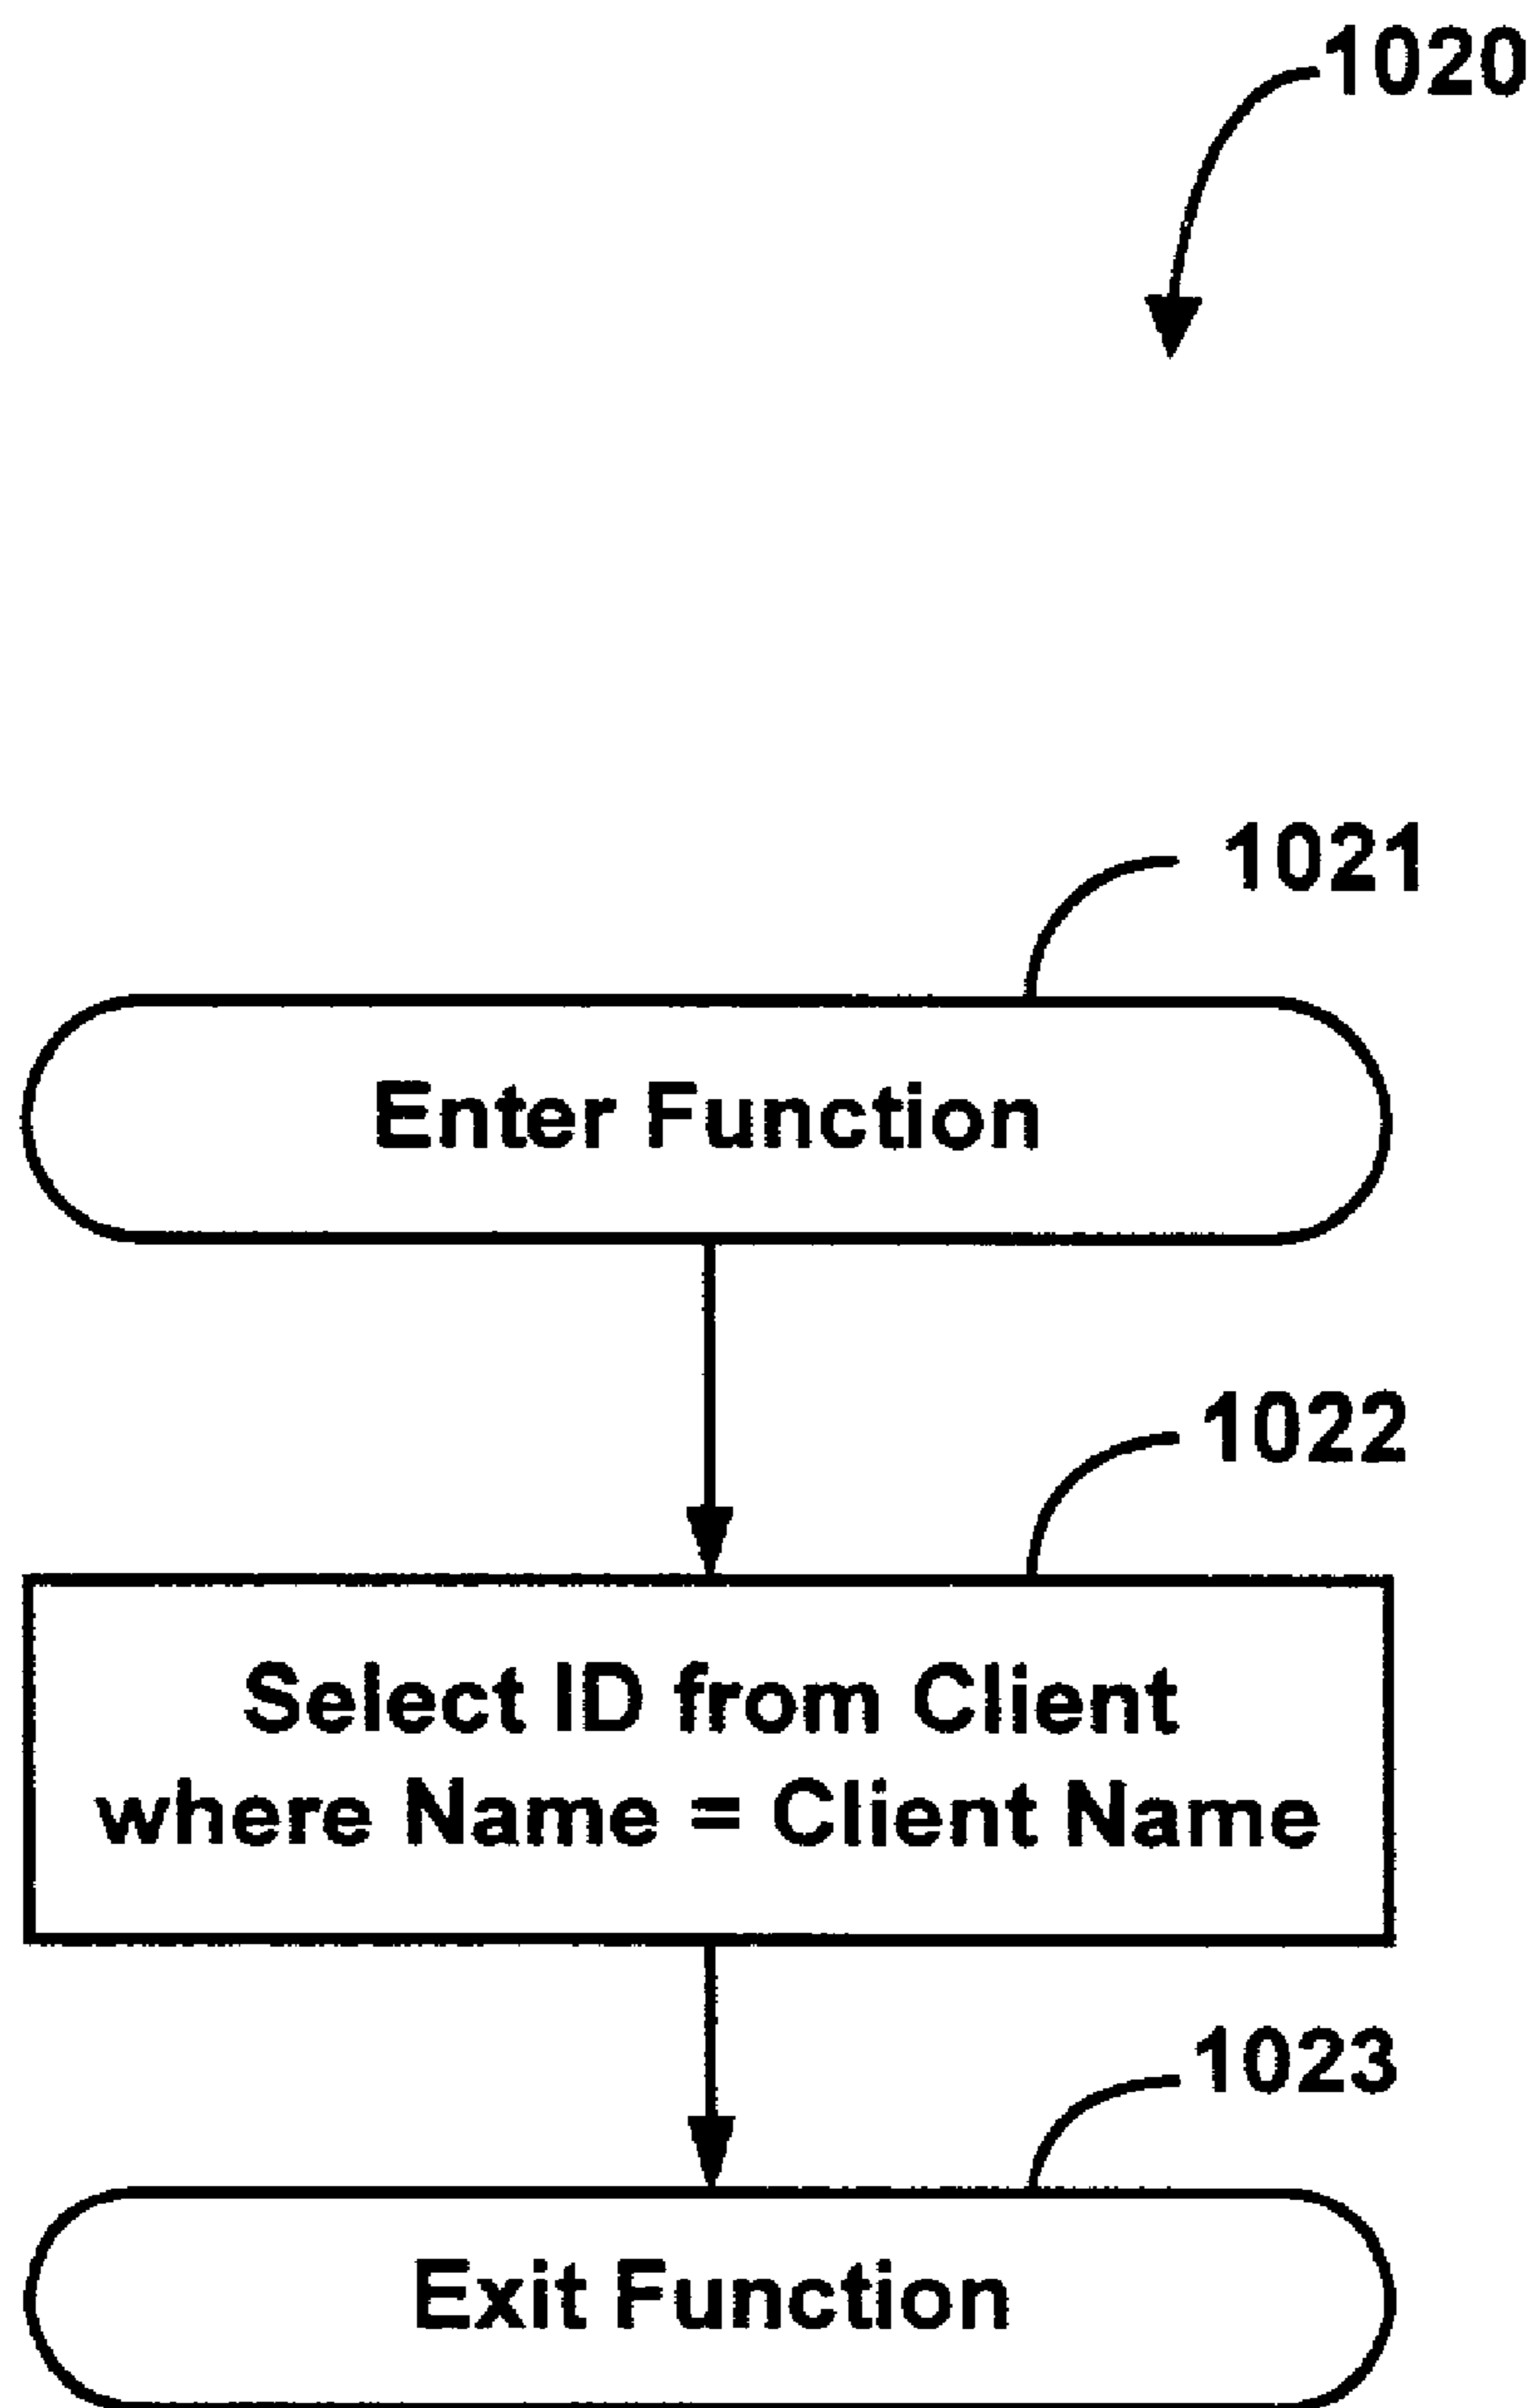 1020
1021
Enter Function
1022
Select ID from Client
where Name = Client Name
1023
Exit Function